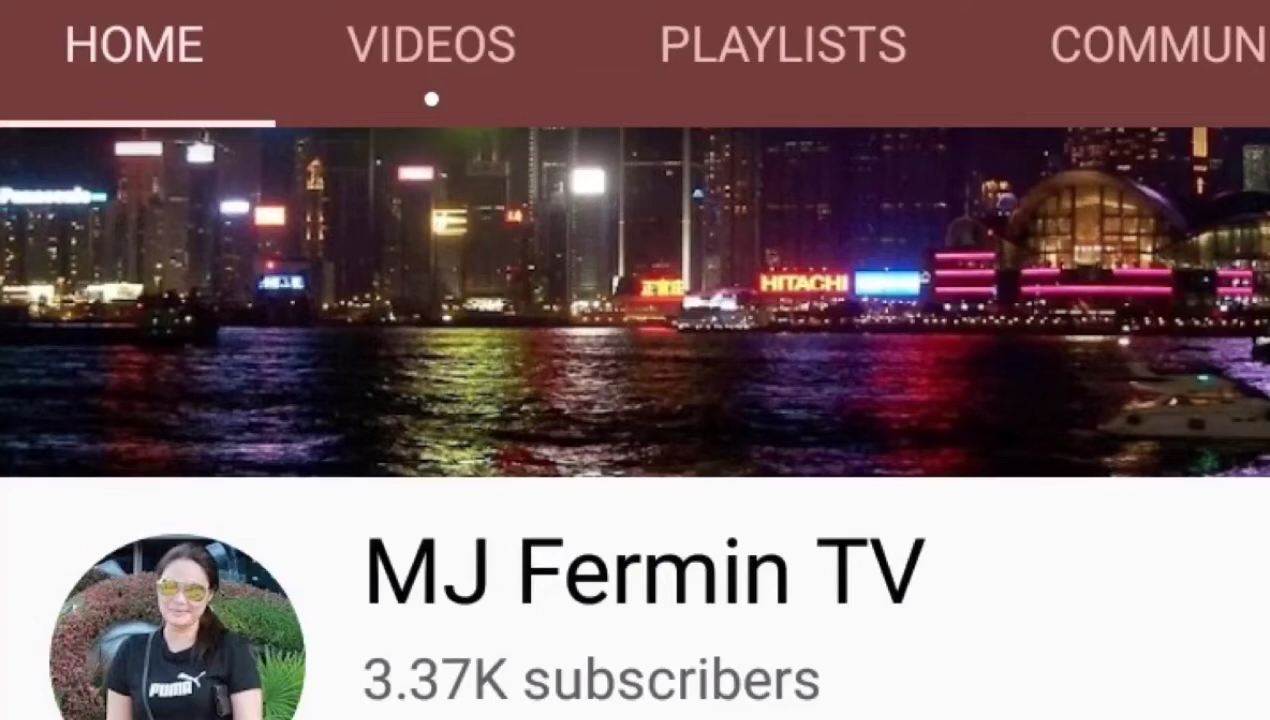 HOME VIDEOS PLAYLISTS COMMUN
Panasonic
HITACHI
MJ Fermin TV
PUMA
3.37K subscribers